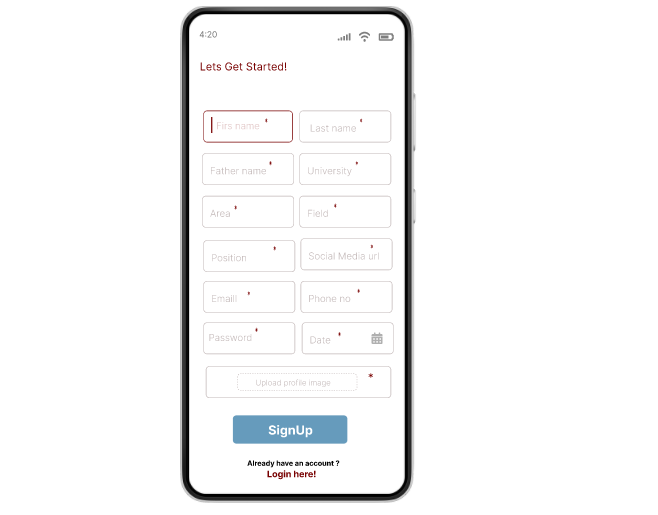 4:20
Lets Get Started!
Firs name *
Last name *
Father name *
University *
Area *
Field *
Position *
Social Media url *
Emaill *
Phone no *
Password *
Date *
Upload profile image *
SignUp
Already have an account ?
Login here!